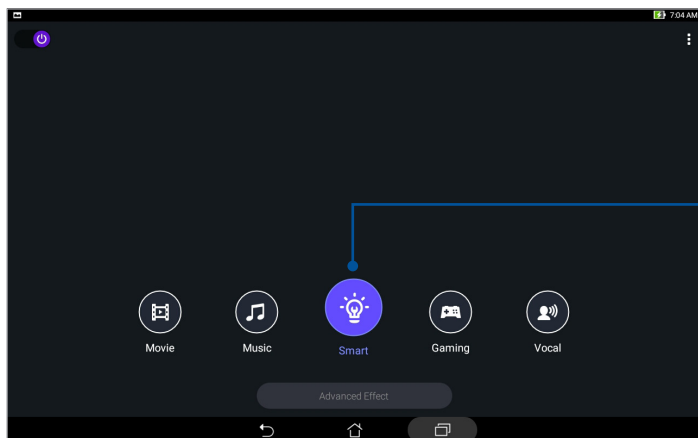 7:04 AM
Movie
Music
Smart
Gaming
Vocal
Advanced Effect